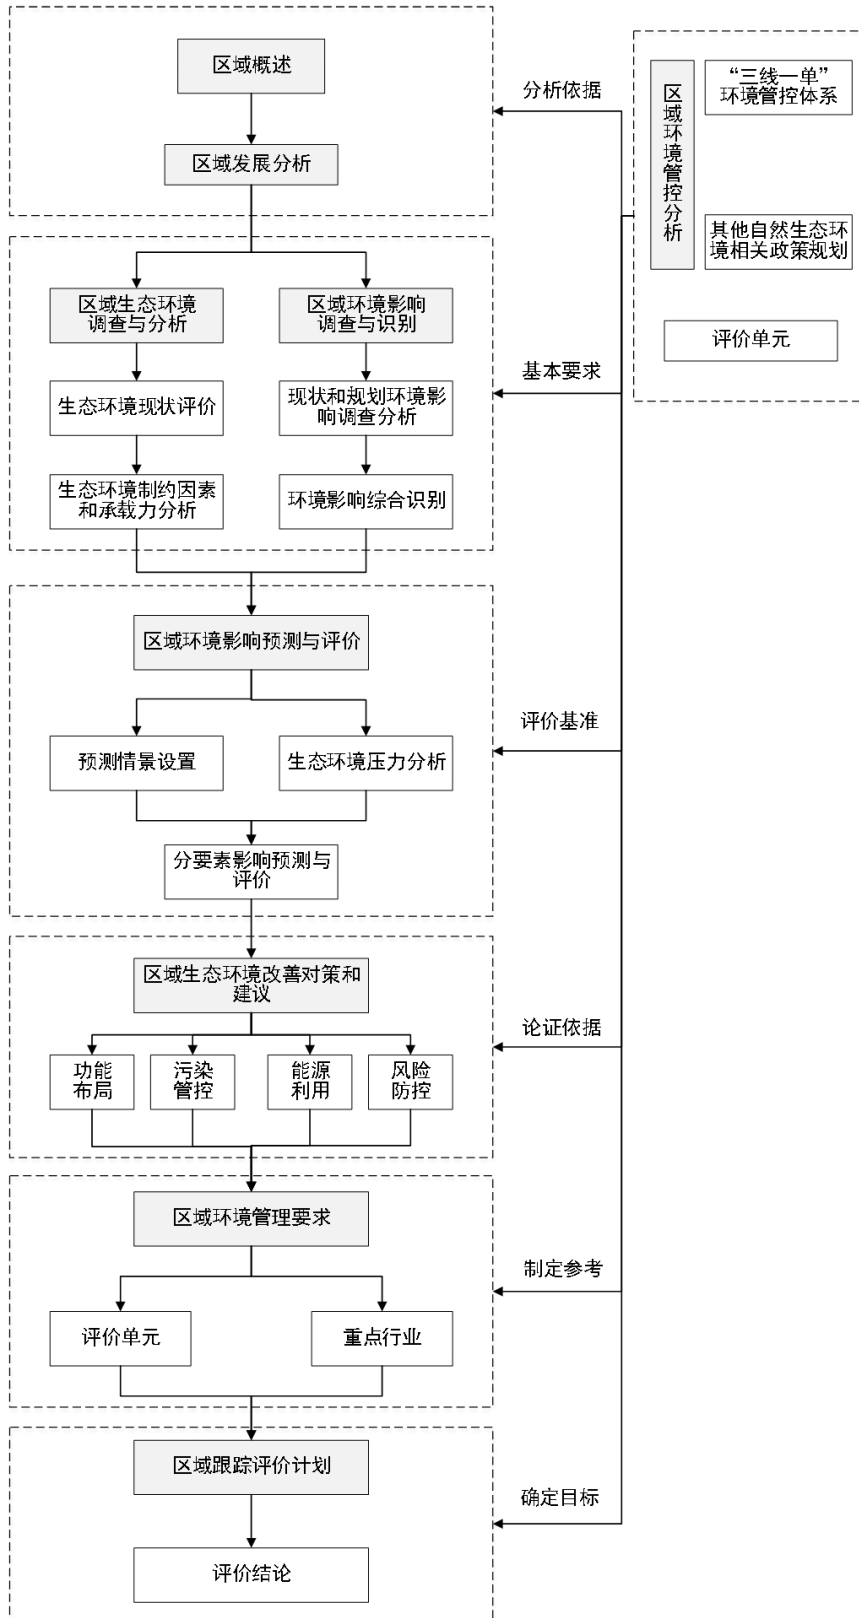 区域概述
区域发展分析
分析依据
区域环境管控分析
“三线一单”
环境管控体系
其他自然生态环
境相关政策规划
评价单元
区域生态环境
调查与分析
区域环境影响
调查与识别
基本要求
生态环境现状评价
现状和规划环境影
响调查分析
生态环境制约因素
和承载力分析
环境影响综合识别
区域环境影响预测与评价
评价基准
预测情景设置
生态环境压力分析
分要素影响预测与
评价
区域生态环境改善对策和
建议
论证依据
功能
布局
污染
管控
能源
利用
风险
防控
区域环境管理要求
制定参考
评价单元
重点行业
区域跟踪评价计划
确定目标
评价结论